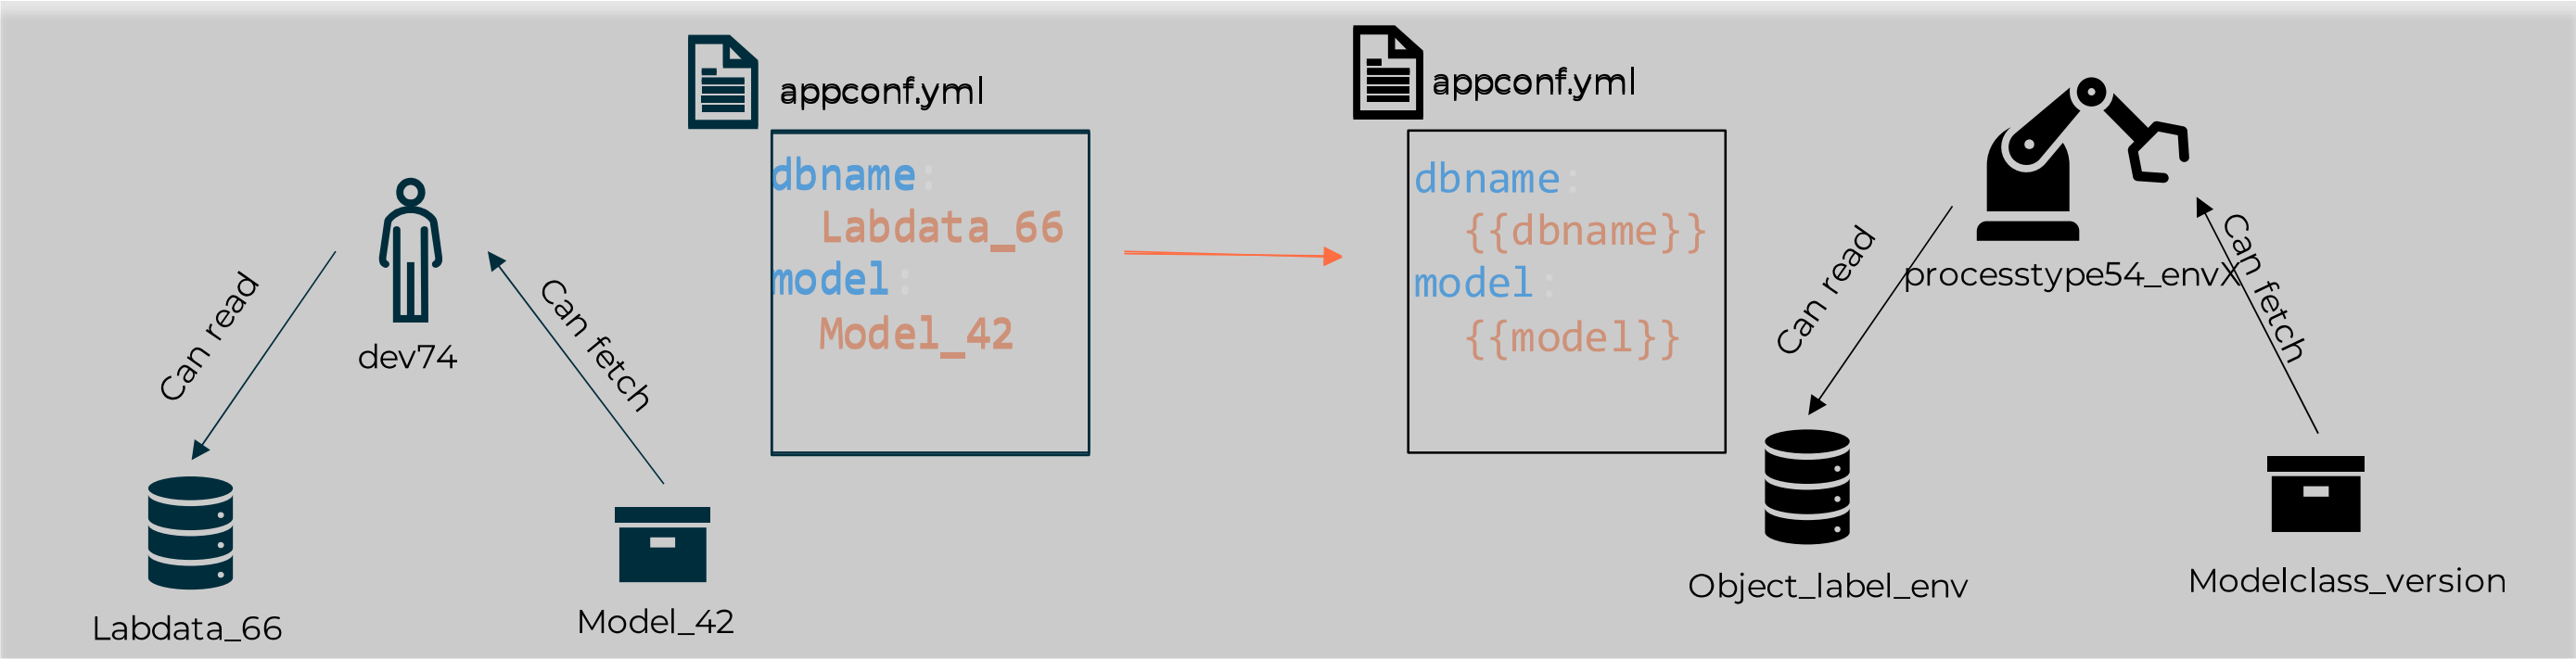 appconf.yml
dbname:
Labdata_66
model:
Model_42
Can read
dev74
Can fetch
Labdata_66
Model_42
appconf.yml
dbname:
{{dbname}}
model:
{{model}}
Can read
processtype54_envX
Can fetch
Object_label_env
Modelclass_version